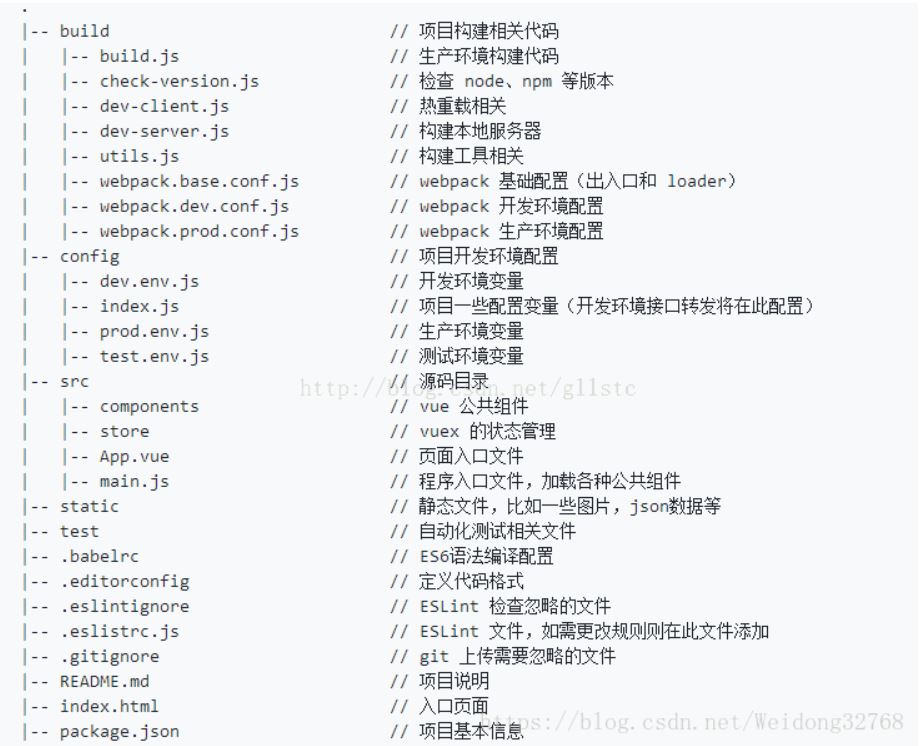 .
|-- build                            // 项目构建相关代码
|   |-- build.js                     // 生产环境构建代码
|   |-- check-version.js             // 检查 node、npm 等版本
|   |-- dev-client.js                // 热重载相关
|   |-- dev-server.js                // 构建本地服务器
|   |-- utils.js                     // 构建工具相关
|   |-- webpack.base.conf.js         // webpack 基础配置（出入口和 loader）
|   |-- webpack.dev.conf.js          // webpack 开发环境配置
|   |-- webpack.prod.conf.js         // webpack 生产环境配置
|-- config                           // 项目开发环境配置
|   |-- dev.env.js                   // 开发环境变量
|   |-- index.js                     // 项目一些配置变量（开发环境接口转发将在此配置）
|   |-- prod.env.js                  // 生产环境变量
|   |-- test.env.js                  // 测试环境变量
|-- src                              // 源码目录
http://blog.csdn.net/gllstc
|   |-- components                   // vue 公共组件
|   |-- store                        // vuex 的状态管理
|   |-- App.vue                      // 页面入口文件
|   |-- main.js                      // 程序入口文件，加载各种公共组件
|-- static                           // 静态文件，比如一些图片，json数据等
|-- test                             // 自动化测试相关文件
|-- .babelrc                         // ES6语法编译配置
|-- .editorconfig                    // 定义代码格式
|-- .eslintignore                    // ESLint 检查忽略的文件
|-- .eslistrc.js                     // ESLint 文件，如需更改规则则在此文件添加
|-- .gitignore                       // git 上传需要忽略的文件
|-- README.md                        // 项目说明
|-- index.html                       // 入口页面
https://blog.csdn.net/Weidong32768
|-- package.json                     // 项目基本信息